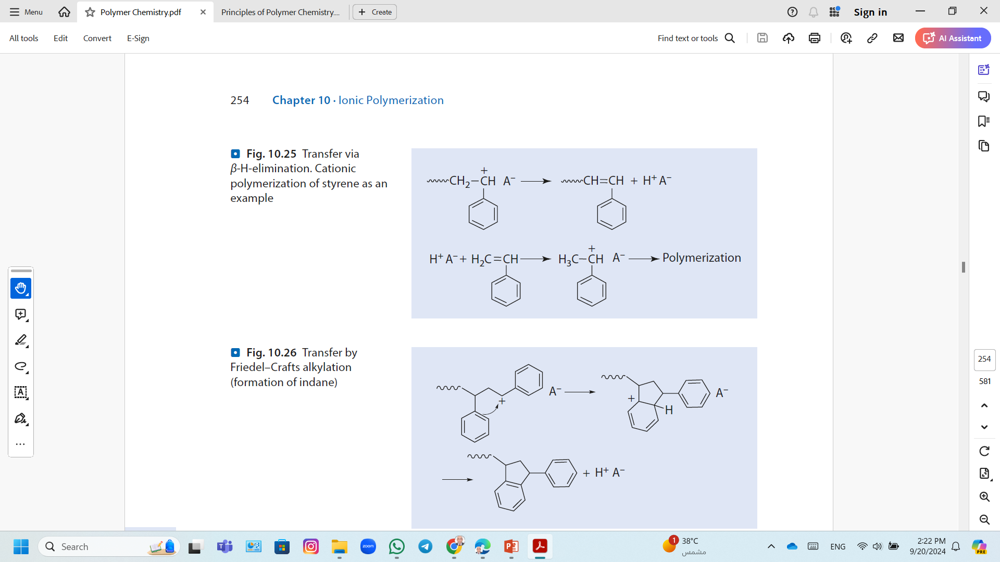 Menu
Polymer Chemistry.pdf
Principles of Polymer Chemistry....
Create
Sign in
All tools
Edit
Convert
E-Sign
Find text or tools
AI Assistant
254 Chapter 10 · Ionic Polymerization
Fig. 10.25 Transfer via
β-H-elimination. Cationic
polymerization of styrene as an
example
CH₂–CH⁺ A⁻ → CH=CH + H⁺ A⁻
H⁺ A⁻ + H₂C=CH → H₃C–CH⁺ A⁻ → Polymerization
Fig. 10.26 Transfer by
Friedel–Crafts alkylation
(formation of indane)
+ A⁻ → + H A⁻
→ + H⁺ A⁻
A
254
581
Search
T
zoom
P
1
38°C
مشمس
ENG
2:22 PM
9/20/2024
PRE